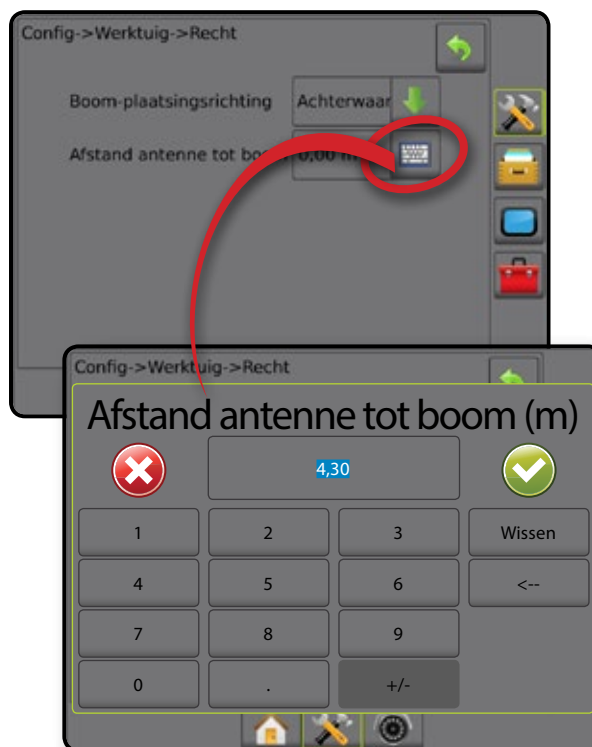 Config->Werktuig->Recht
Boom-plaatsingsrichting Achterwaar
Afstand antenne tot boom 0,00 m
Config->Werktuig->Recht
Afstand antenne tot boom (m)
4,30
1 2 3 Wissen
4 5 6 <--
7 8 9
0 . +/-